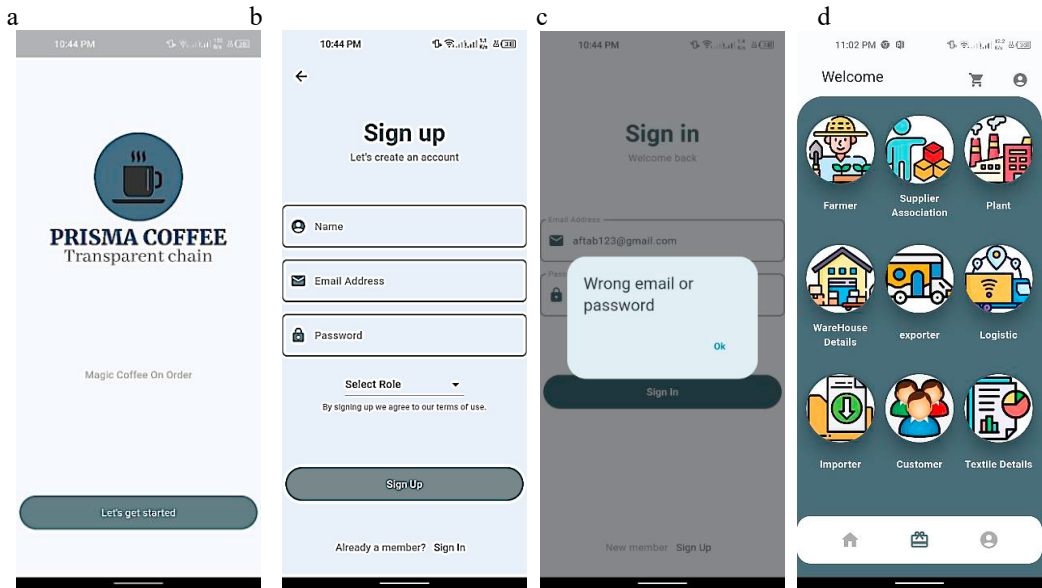 a
b
c
d
10:44 PM
PRISMA COFFEE
Transparent chain
Magic Coffee On Order
Let's get started
10:44 PM
Sign up
Let's create an account
Name
Email Address
Password
Select Role
By signing up we agree to our terms of use.
Sign Up
Already a member? Sign In
10:44 PM
Sign in
Welcome back
Email Address
aftab123@gmail.com
Pass
Wrong email or
password
Ok
Sign In
New member Sign Up
11:02 PM
Welcome
Farmer
Supplier
Association
Plant
WareHouse
Details
exporter
Logistic
Importer
Customer
Textile Details